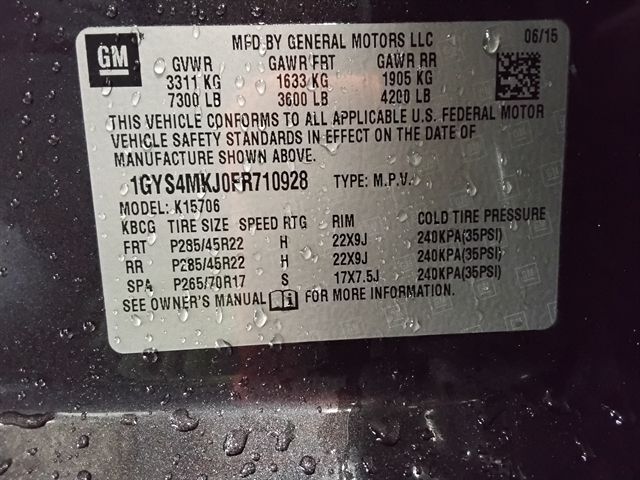 GM
MFD BY GENERAL MOTORS LLC 06/15
GVWR GAWR FRT GAWR RR
3311 KG 1633 KG 1905 KG
7300 LB 3600 LB 4200 LB
THIS VEHICLE CONFORMS TO ALL APPLICABLE U.S. FEDERAL MOTOR
VEHICLE SAFETY STANDARDS IN EFFECT ON THE DATE OF
MANUFACTURE SHOWN ABOVE.
1GYS4MKJ0FR710928 TYPE: M.P.V.
MODEL: K15706
KBCG TIRE SIZE SPEED RTG RIM COLD TIRE PRESSURE
FRT P285/45R22 H 22X9J 240KPA(35PSI)
RR P285/45R22 H 22X9J 240KPA(35PSI)
SPA P265/70R17 S 17X7.5J 240KPA(35PSI)
SEE OWNER'S MANUAL FOR MORE INFORMATION.